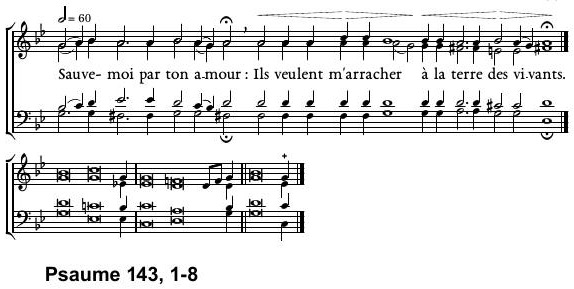 = 60
Sauve- moi par ton a.mour : Ils veulent m'arracher à la terre des vi.vants.
Psaume 143, 1-8